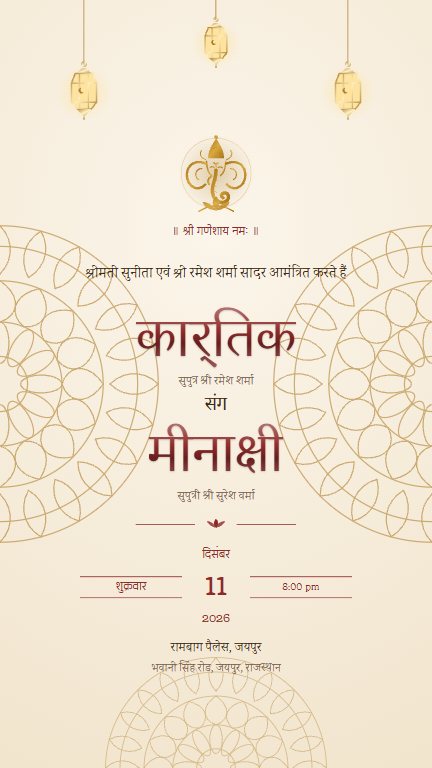 ॥ श्री गणेशाय नमः ॥
श्रीमती सुनीता एवं श्री रमेश शर्मा सादर आमंत्रित करते हैं
कार्तिक
सुपुत्र श्री रमेश शर्मा
संग
मीनाक्षी
सुपुत्री श्री सुरेश वर्मा
दिसंबर
शुक्रवार 11 8:00 pm
2026
रामबाग पैलेस, जयपुर
भवानी सिंह रोड, जयपुर, राजस्थान